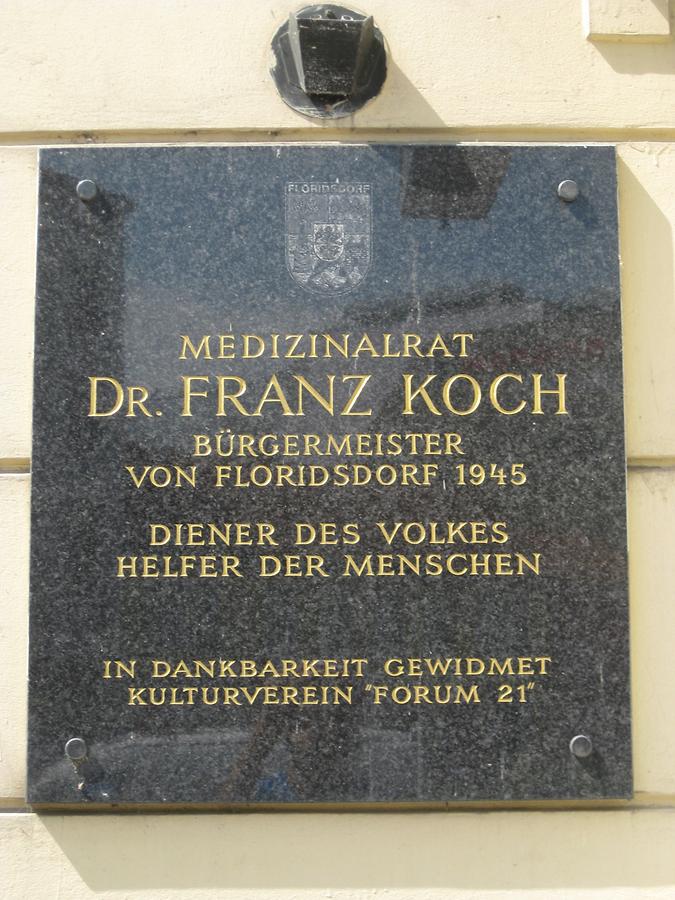 FLORIDSDORF
MEDIZINALRAT
DR. FRANZ KOCH
BÜRGERMEISTER
VON FLORIDSDORF 1945
DIENER DES VOLKES
HELFER DER MENSCHEN
IN DANKBARKEIT GEWIDMET
KULTURVEREIN "FORUM 21"